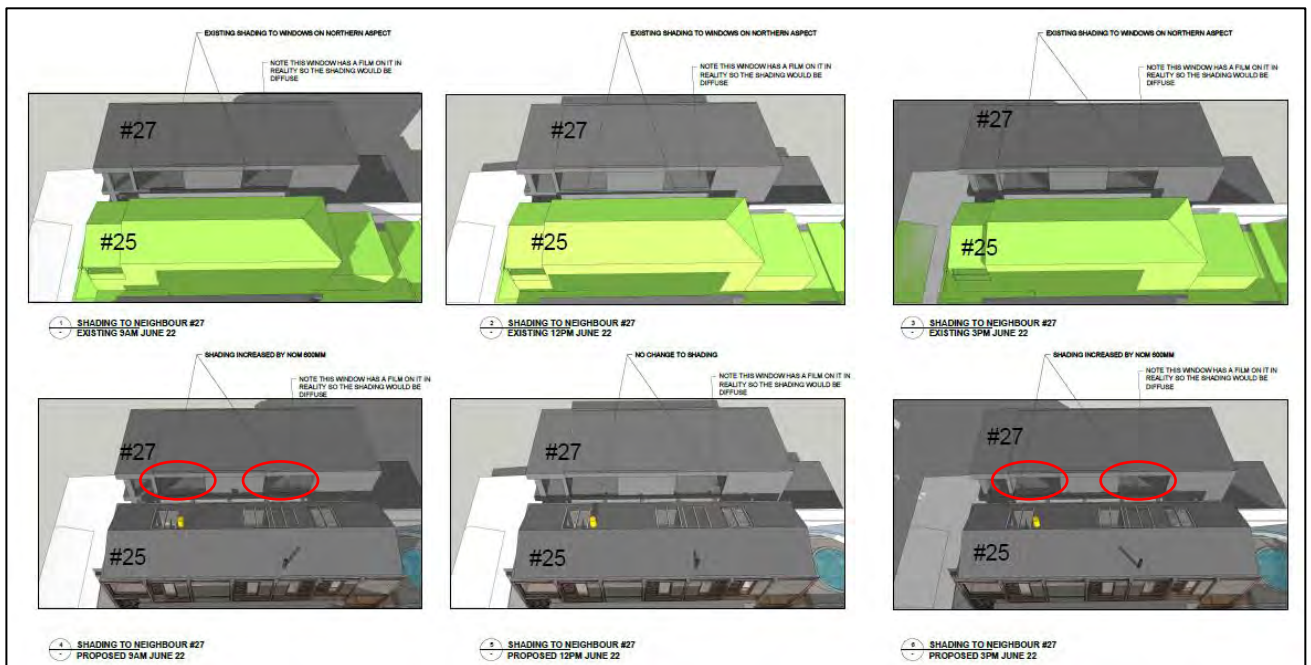 EXISTING SHADING TO WINDOWS ON NORTHERN ASPECT
NOTE THIS WINDOW HAS A FILM ON IT IN
REALITY SO THE SHADING WOULD BE
DIFFUSE
#27
#25
1
-
SHADING TO NEIGHBOUR #27
EXISTING 9AM JUNE 22
EXISTING SHADING TO WINDOWS ON NORTHERN ASPECT
NOTE THIS WINDOW HAS A FILM ON IT IN
REALITY SO THE SHADING WOULD BE
DIFFUSE
#27
#25
2
-
SHADING TO NEIGHBOUR #27
EXISTING 12PM JUNE 22
EXISTING SHADING TO WINDOWS ON NORTHERN ASPECT
NOTE THIS WINDOW HAS A FILM ON IT IN
REALITY SO THE SHADING WOULD BE
DIFFUSE
#27
#25
3
-
SHADING TO NEIGHBOUR #27
EXISTING 3PM JUNE 22
SHADING INCREASED BY NOM 600MM
NOTE THIS WINDOW HAS A FILM ON IT IN
REALITY SO THE SHADING WOULD BE
DIFFUSE
#27
#25
4
-
SHADING TO NEIGHBOUR #27
PROPOSED 9AM JUNE 22
NO CHANGE TO SHADING
NOTE THIS WINDOW HAS A FILM ON IT IN
REALITY SO THE SHADING WOULD BE
DIFFUSE
#27
#25
5
-
SHADING TO NEIGHBOUR #27
PROPOSED 12PM JUNE 22
SHADING INCREASED BY NOM 600MM
NOTE THIS WINDOW HAS A FILM ON IT IN
REALITY SO THE SHADING WOULD BE
DIFFUSE
#27
#25
6
-
SHADING TO NEIGHBOUR #27
PROPOSED 3PM JUNE 22